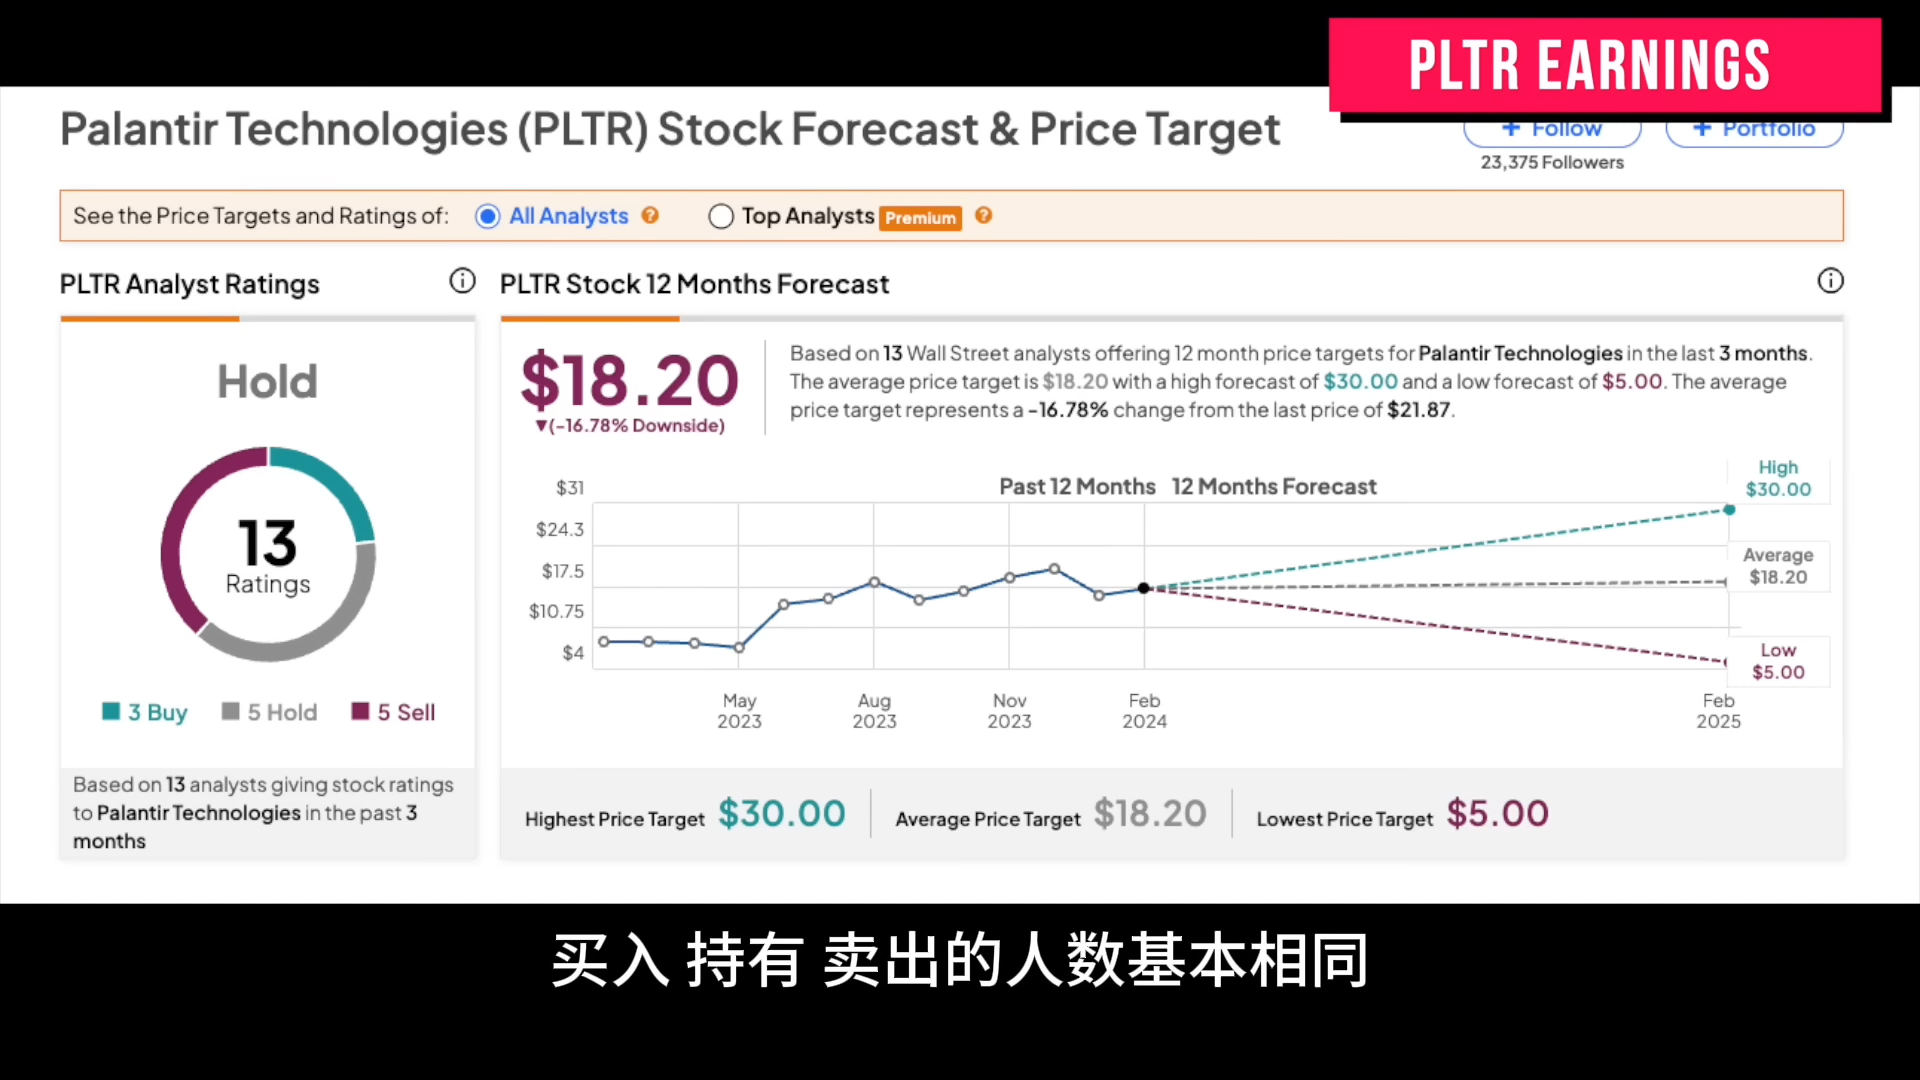 PLTR EARNINGS
Palantir Technologies (PLTR) Stock Forecast & Price Target
+ Follow
+ Portfolio
23,375 Followers
See the Price Targets and Ratings of:
All Analysts ?
Top Analysts Premium ?
PLTR Analyst Ratings
Hold
13
Ratings
3 Buy
5 Hold
5 Sell
Based on 13 analysts giving stock ratings
to Palantir Technologies in the past 3
months
PLTR Stock 12 Months Forecast
$18.20
▼(-16.78% Downside)
Based on 13 Wall Street analysts offering 12 month price targets for Palantir Technologies in the last 3 months.
The average price target is $18.20 with a high forecast of $30.00 and a low forecast of $5.00. The average
price target represents a -16.78% change from the last price of $21.87.
Past 12 Months
12 Months Forecast
$31
$24.3
$17.5
$10.75
$4
High
$30.00
Average
$18.20
Low
$5.00
May
2023
Aug
2023
Nov
2023
Feb
2024
Feb
2025
Highest Price Target $30.00
Average Price Target $18.20
Lowest Price Target $5.00
买入 持有 卖出的人数基本相同